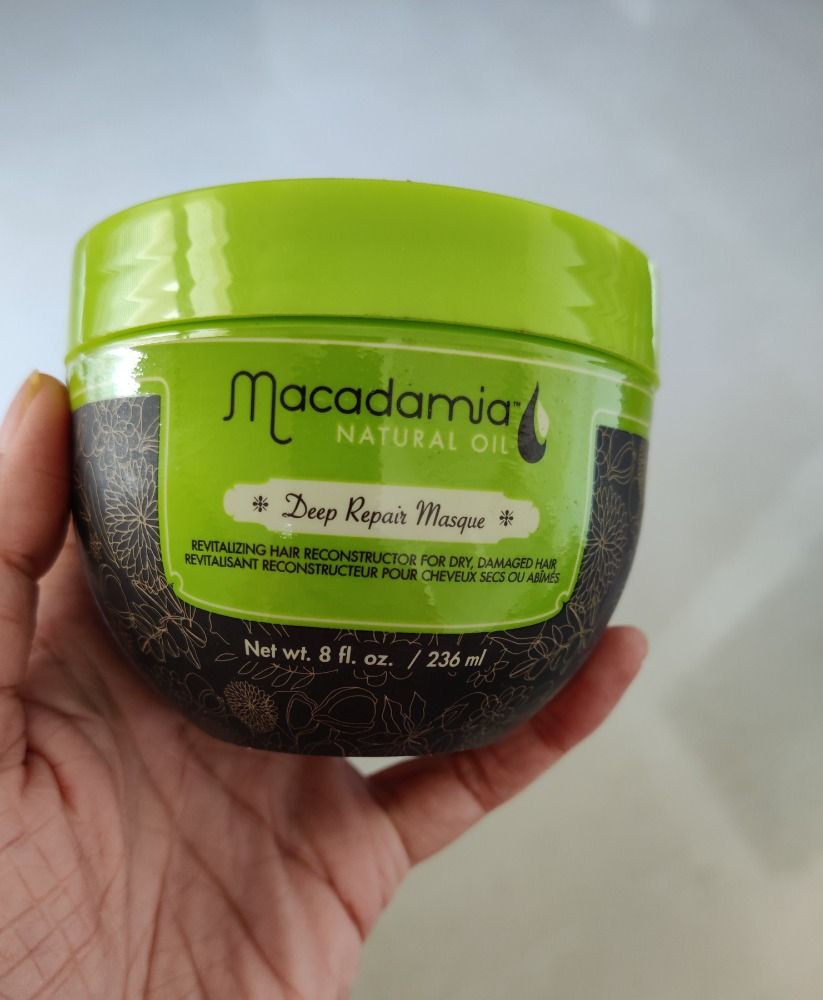 Macadamia™
NATURAL OIL
Deep Repair Masque
REVITALIZING HAIR RECONSTRUCTOR FOR DRY, DAMAGED HAIR
REVITALISANT RECONSTRUCTEUR POUR CHEVEUX SECS OU ABÎMÉS
Net wt. 8 fl. oz. / 236 ml